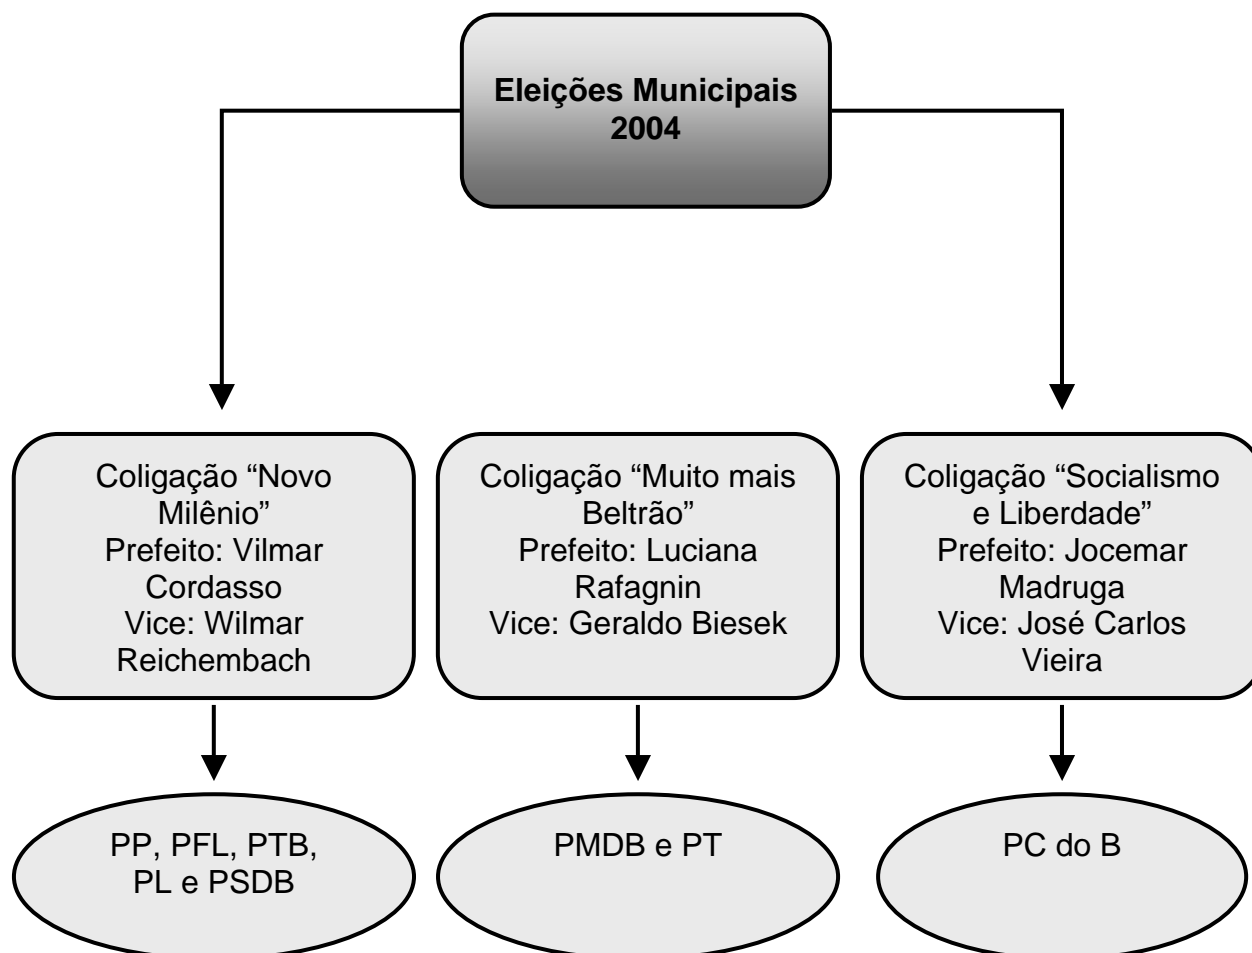 Eleições Municipais
2004
Coligação “Novo
Milênio”
Prefeito: Vilmar
Cordasso
Vice: Wilmar
Reichembach
Coligação “Muito mais
Beltrão”
Prefeito: Luciana
Rafagnin
Vice: Geraldo Biesek
Coligação “Socialismo
e Liberdade”
Prefeito: Jocemar
Madruga
Vice: José Carlos
Vieira
PP, PFL, PTB,
PL e PSDB
PMDB e PT
PC do B